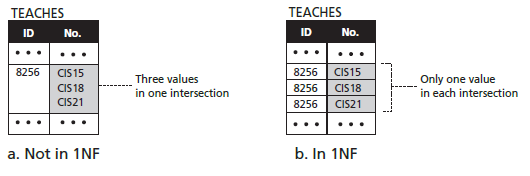 TEACHES
ID No.
• • • • • •
8256 CIS15
CIS18
CIS21
• • • • • •
Three values
in one intersection
a. Not in 1NF
TEACHES
ID No.
• • • • • •
8256 CIS15
8256 CIS18
8256 CIS21
• • • • • •
Only one value
in each intersection
b. In 1NF